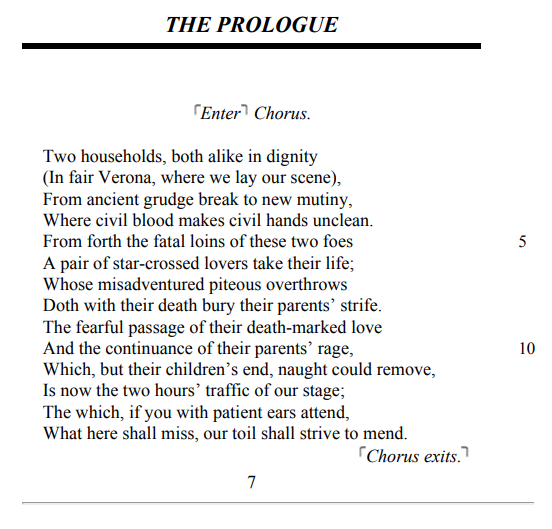 THE PROLOGUE
⌜Enter⌝ Chorus.
Two households, both alike in dignity
(In fair Verona, where we lay our scene),
From ancient grudge break to new mutiny,
Where civil blood makes civil hands unclean.
From forth the fatal loins of these two foes 5
A pair of star-crossed lovers take their life;
Whose misadventured piteous overthrows
Doth with their death bury their parents’ strife.
The fearful passage of their death-marked love
And the continuance of their parents’ rage, 10
Which, but their children’s end, naught could remove,
Is now the two hours’ traffic of our stage;
The which, if you with patient ears attend,
What here shall miss, our toil shall strive to mend.
⌜Chorus exits.⌝
7